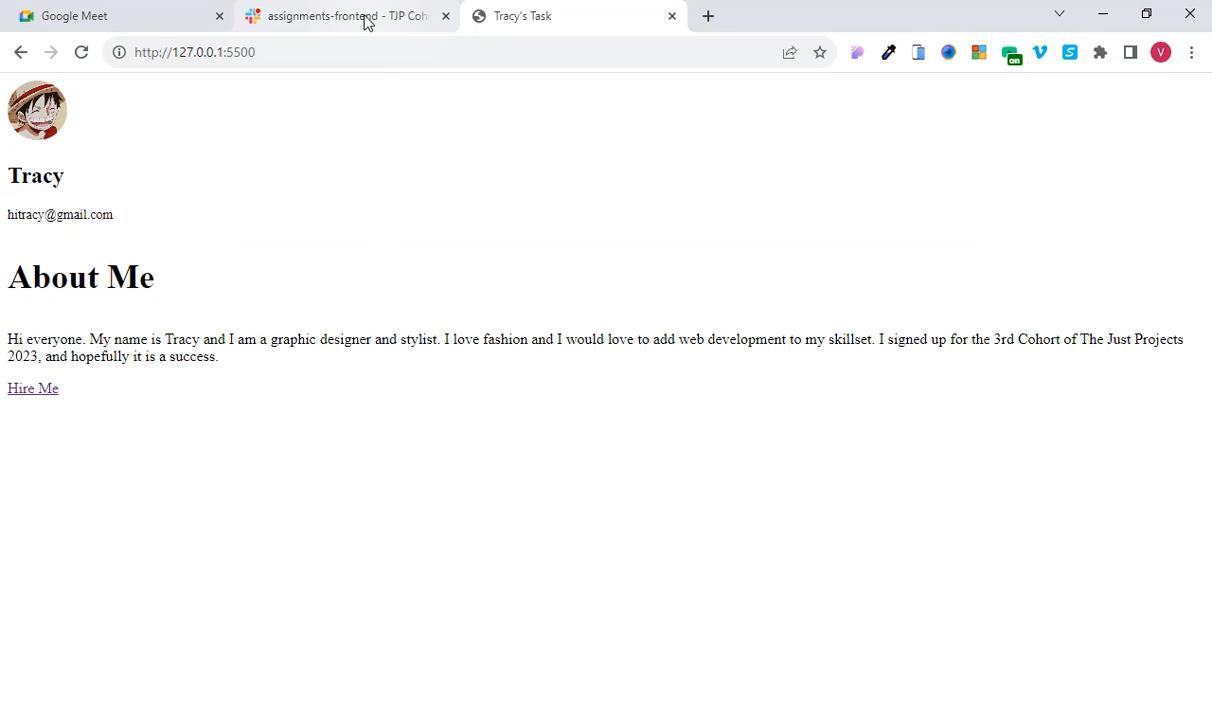 Google Meet
assignments-frontend - TJP Coh
Tracy's Task
http://127.0.0.1:5500
on
S
V
Tracy
hitracy@gmail.com
About Me
Hi everyone. My name is Tracy and I am a graphic designer and stylist. I love fashion and I would love to add web development to my skillset. I signed up for the 3rd Cohort of The Just Projects
2023, and hopefully it is a success.
Hire Me